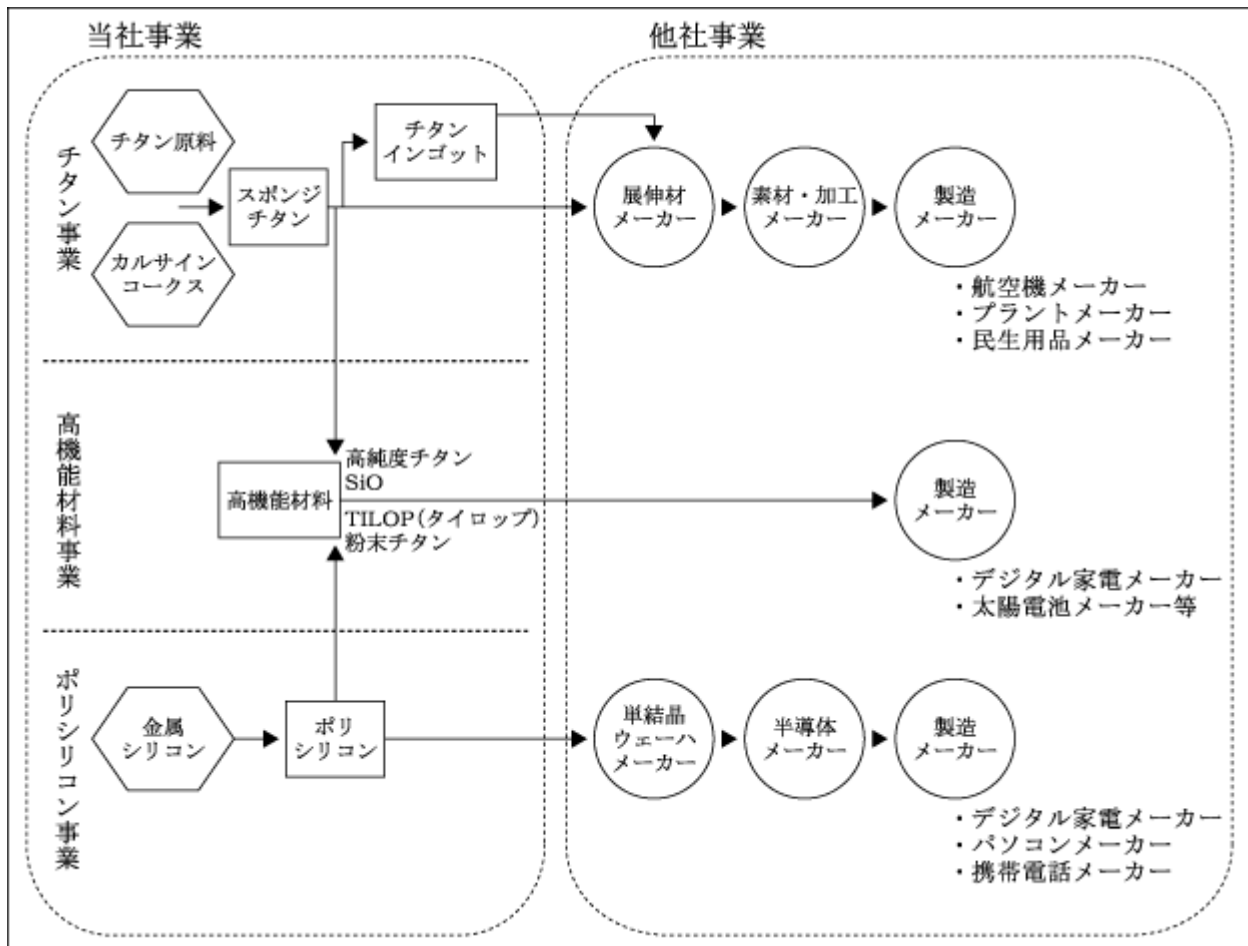 当社事業
他社事業
チタン事業
チタン原料
カルサイン
コークス
スポンジ
チタン
チタン
インゴット
展伸材
メーカー
素材・加工
メーカー
製造
メーカー
・航空機メーカー
・プラントメーカー
・民生用品メーカー
高機能材料事業
高機能材料
高純度チタン
SiO
TILOP(タイロップ)
粉末チタン
製造
メーカー
・デジタル家電メーカー
・太陽電池メーカー等
ポリシリコン事業
金属
シリコン
ポリ
シリコン
単結晶
ウェーハ
メーカー
半導体
メーカー
製造
メーカー
・デジタル家電メーカー
・パソコンメーカー
・携帯電話メーカー